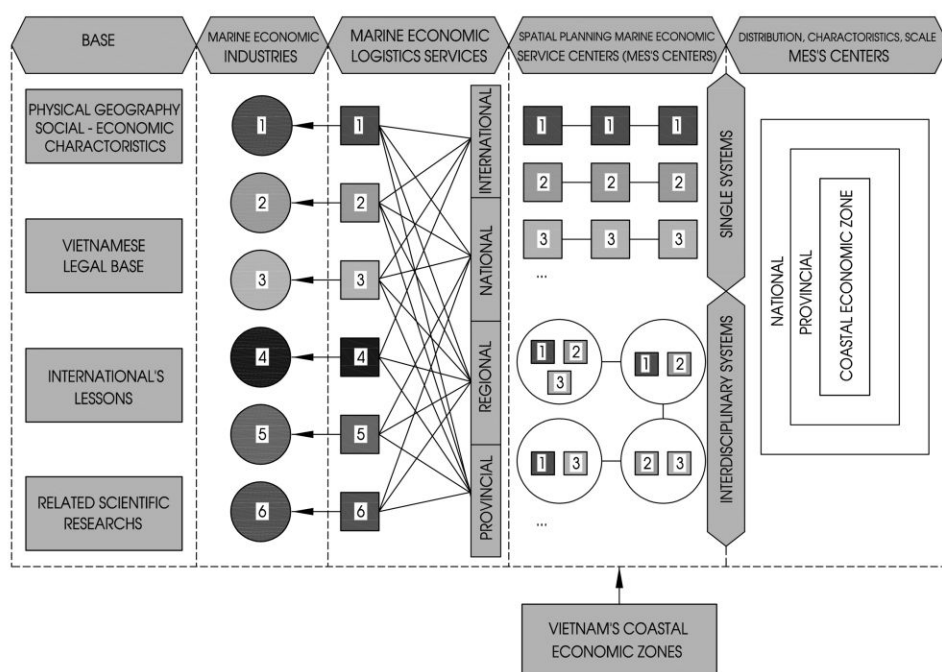 BASE
MARINE ECONOMIC
INDUSTRIES
MARINE ECONOMIC
LOGISTICS SERVICES
SPATIAL PLANNING MARINE ECONOMIC
SERVICE CENTERS (MES'S CENTERS)
DISTRIBUTION, CHARACTERISTICS, SCALE
MES'S CENTERS
PHYSICAL GEOGRAPHY
SOCIAL - ECONOMIC
CHARACTORISTICS
VIETNAMESE
LEGAL BASE
INTERNATIONAL'S
LESSONS
RELATED SCIENTIFIC
RESEARCHS
1
2
3
4
5
6
1
2
3
4
5
6
INTERNATIONAL
NATIONAL
REGIONAL
PROVINCIAL
1 1 1
2 2 2
3 3 3
...
1 2
3
1 2
1 3
2 3
...
SINGLE SYSTEMS
INTERDISCIPLINARY SYSTEMS
NATIONAL
PROVINCIAL
COASTAL ECONOMIC ZONE
VIETNAM'S COASTAL
ECONOMIC ZONES